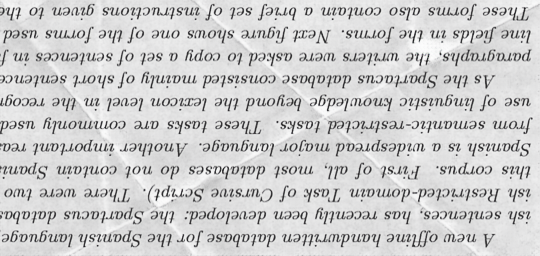 A new offline handwritten database for the Spanish language
ish sentences, has recently been developed: the Spartacus databas
ish Restricted-domain Task of Cursive Script). There were two
this corpus. First of all, most databases do not contain Spani
Spanish is a widespread major language. Another important rea
from semantic-restricted tasks. These tasks are commonly used
use of linguistic knowledge beyond the lexicon level in the recogn
As the Spartacus database consisted mainly of short sentence
paragraphs, the writers were asked to copy a set of sentences in f
line fields in the forms. Next figure shows one of the forms used
These forms also contain a brief set of instructions given to the